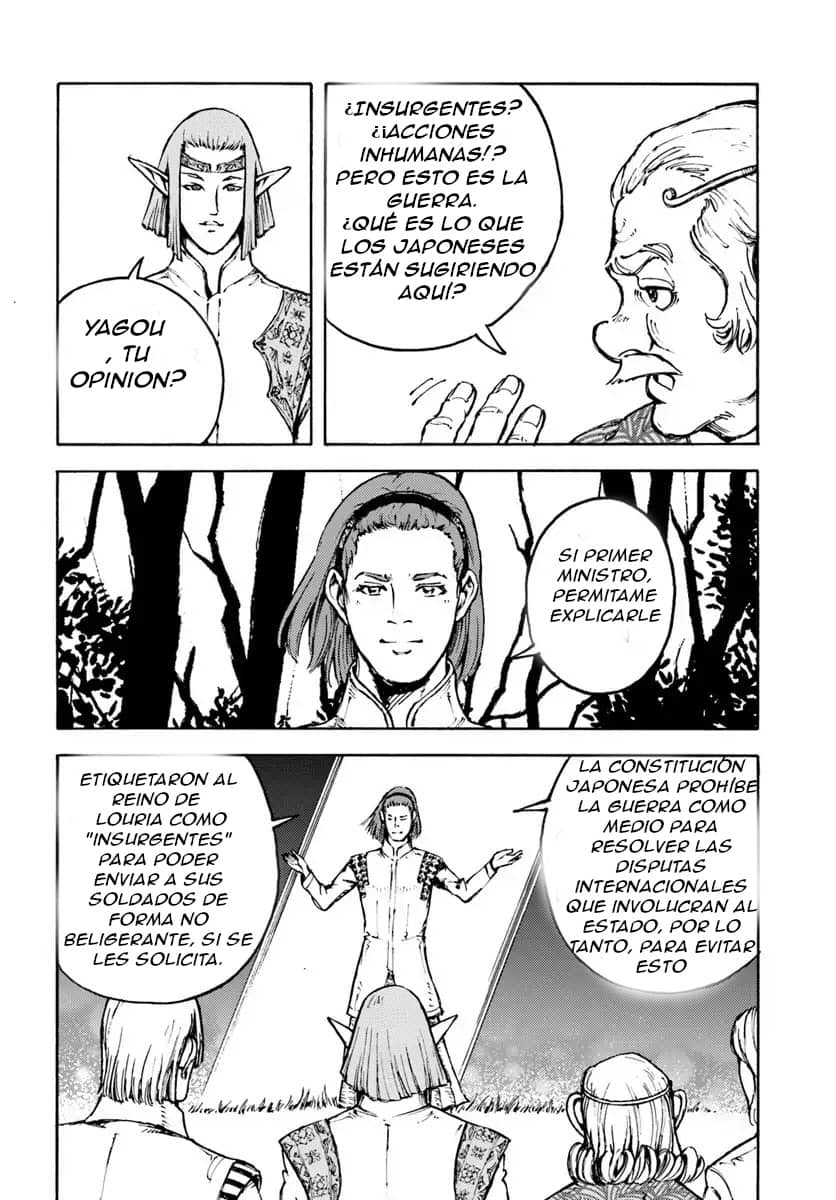 ¿INSURGENTES?
¿¡ACCIONES
INHUMANAS!?
PERO ESTO ES LA
GUERRA.
¿QUÉ ES LO QUE
LOS JAPONESES
ESTÁN SUGIRIENDO
AQUÍ?
YAGOU
, TU
OPINION?
SI PRIMER
MINISTRO,
PERMITAME
EXPLICARLE
LA CONSTITUCIÓN
JAPONESA PROHÍBE
LA GUERRA COMO
MEDIO PARA
RESOLVER LAS
DISPUTAS
INTERNACIONALES
QUE INVOLUCRAN AL
ESTADO, POR LO
TANTO, PARA EVITAR
ESTO
ETIQUETARON AL
REINO DE
LOURIA COMO
"INSURGENTES"
PARA PODER
ENVIAR A SUS
SOLDADOS DE
FORMA NO
BELIGERANTE, SI SE
LES SOLICITA.